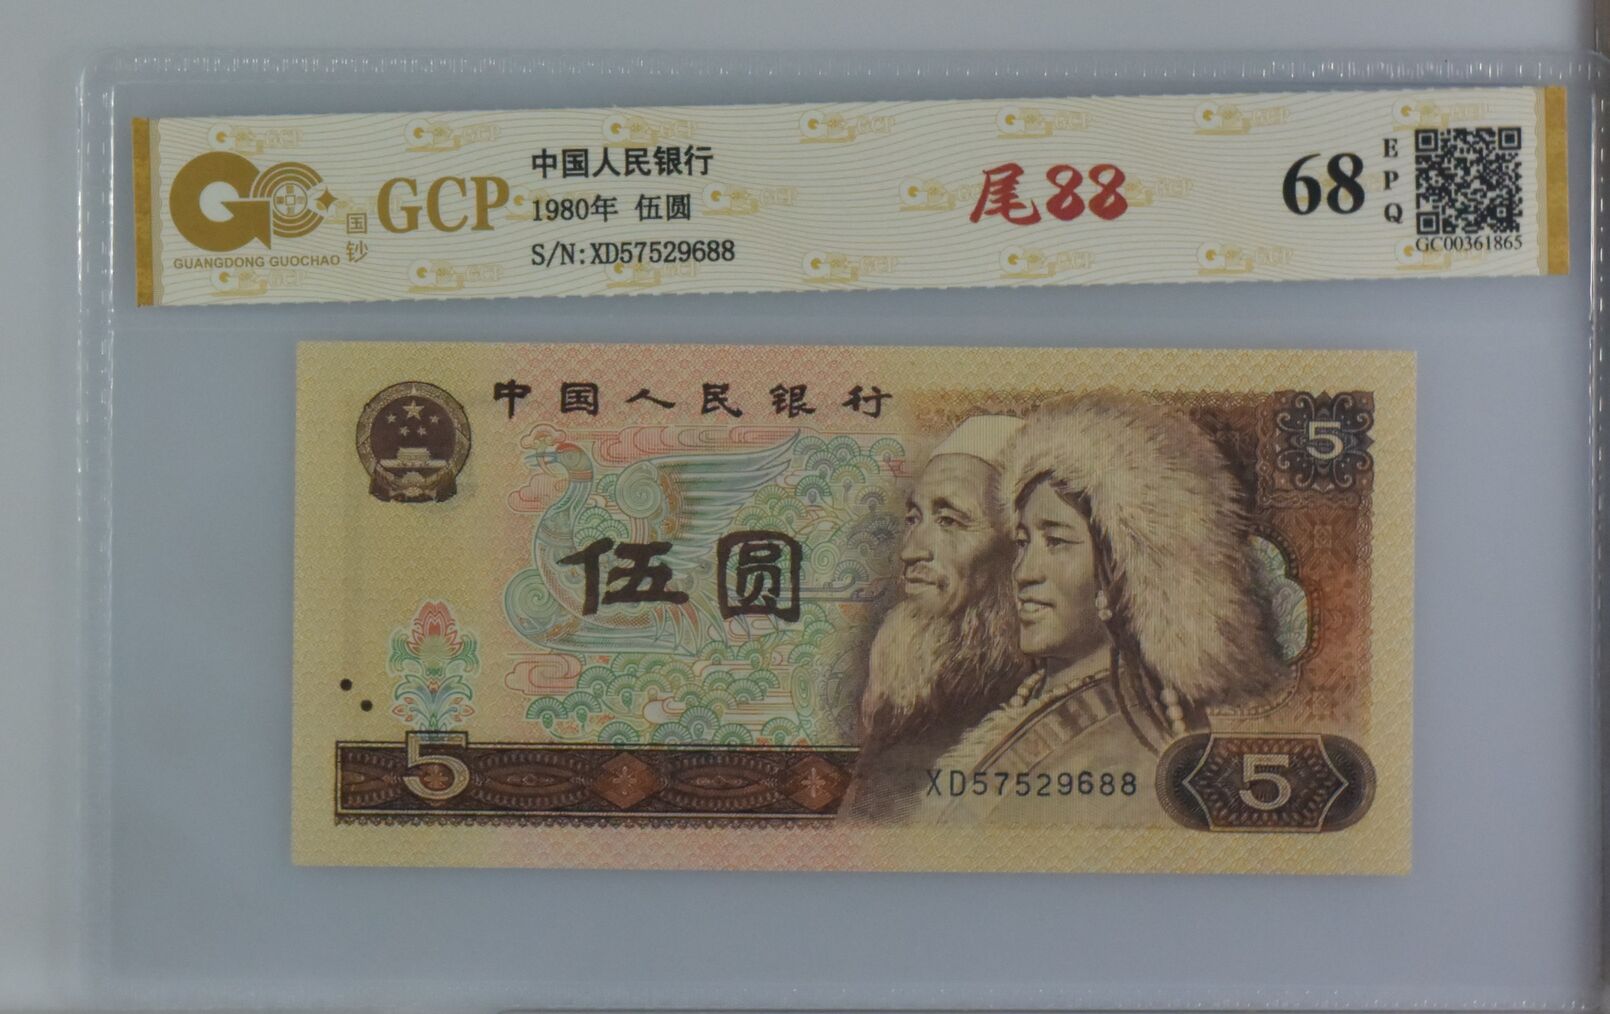 GUANGDONG GUOCHAO
国钞
GCP
中国人民银行
1980年 伍圆
S/N:XD57529688
尾88
68
EPQ
GC00361865
中国人民银行
5
伍圆
5
XD57529688
5